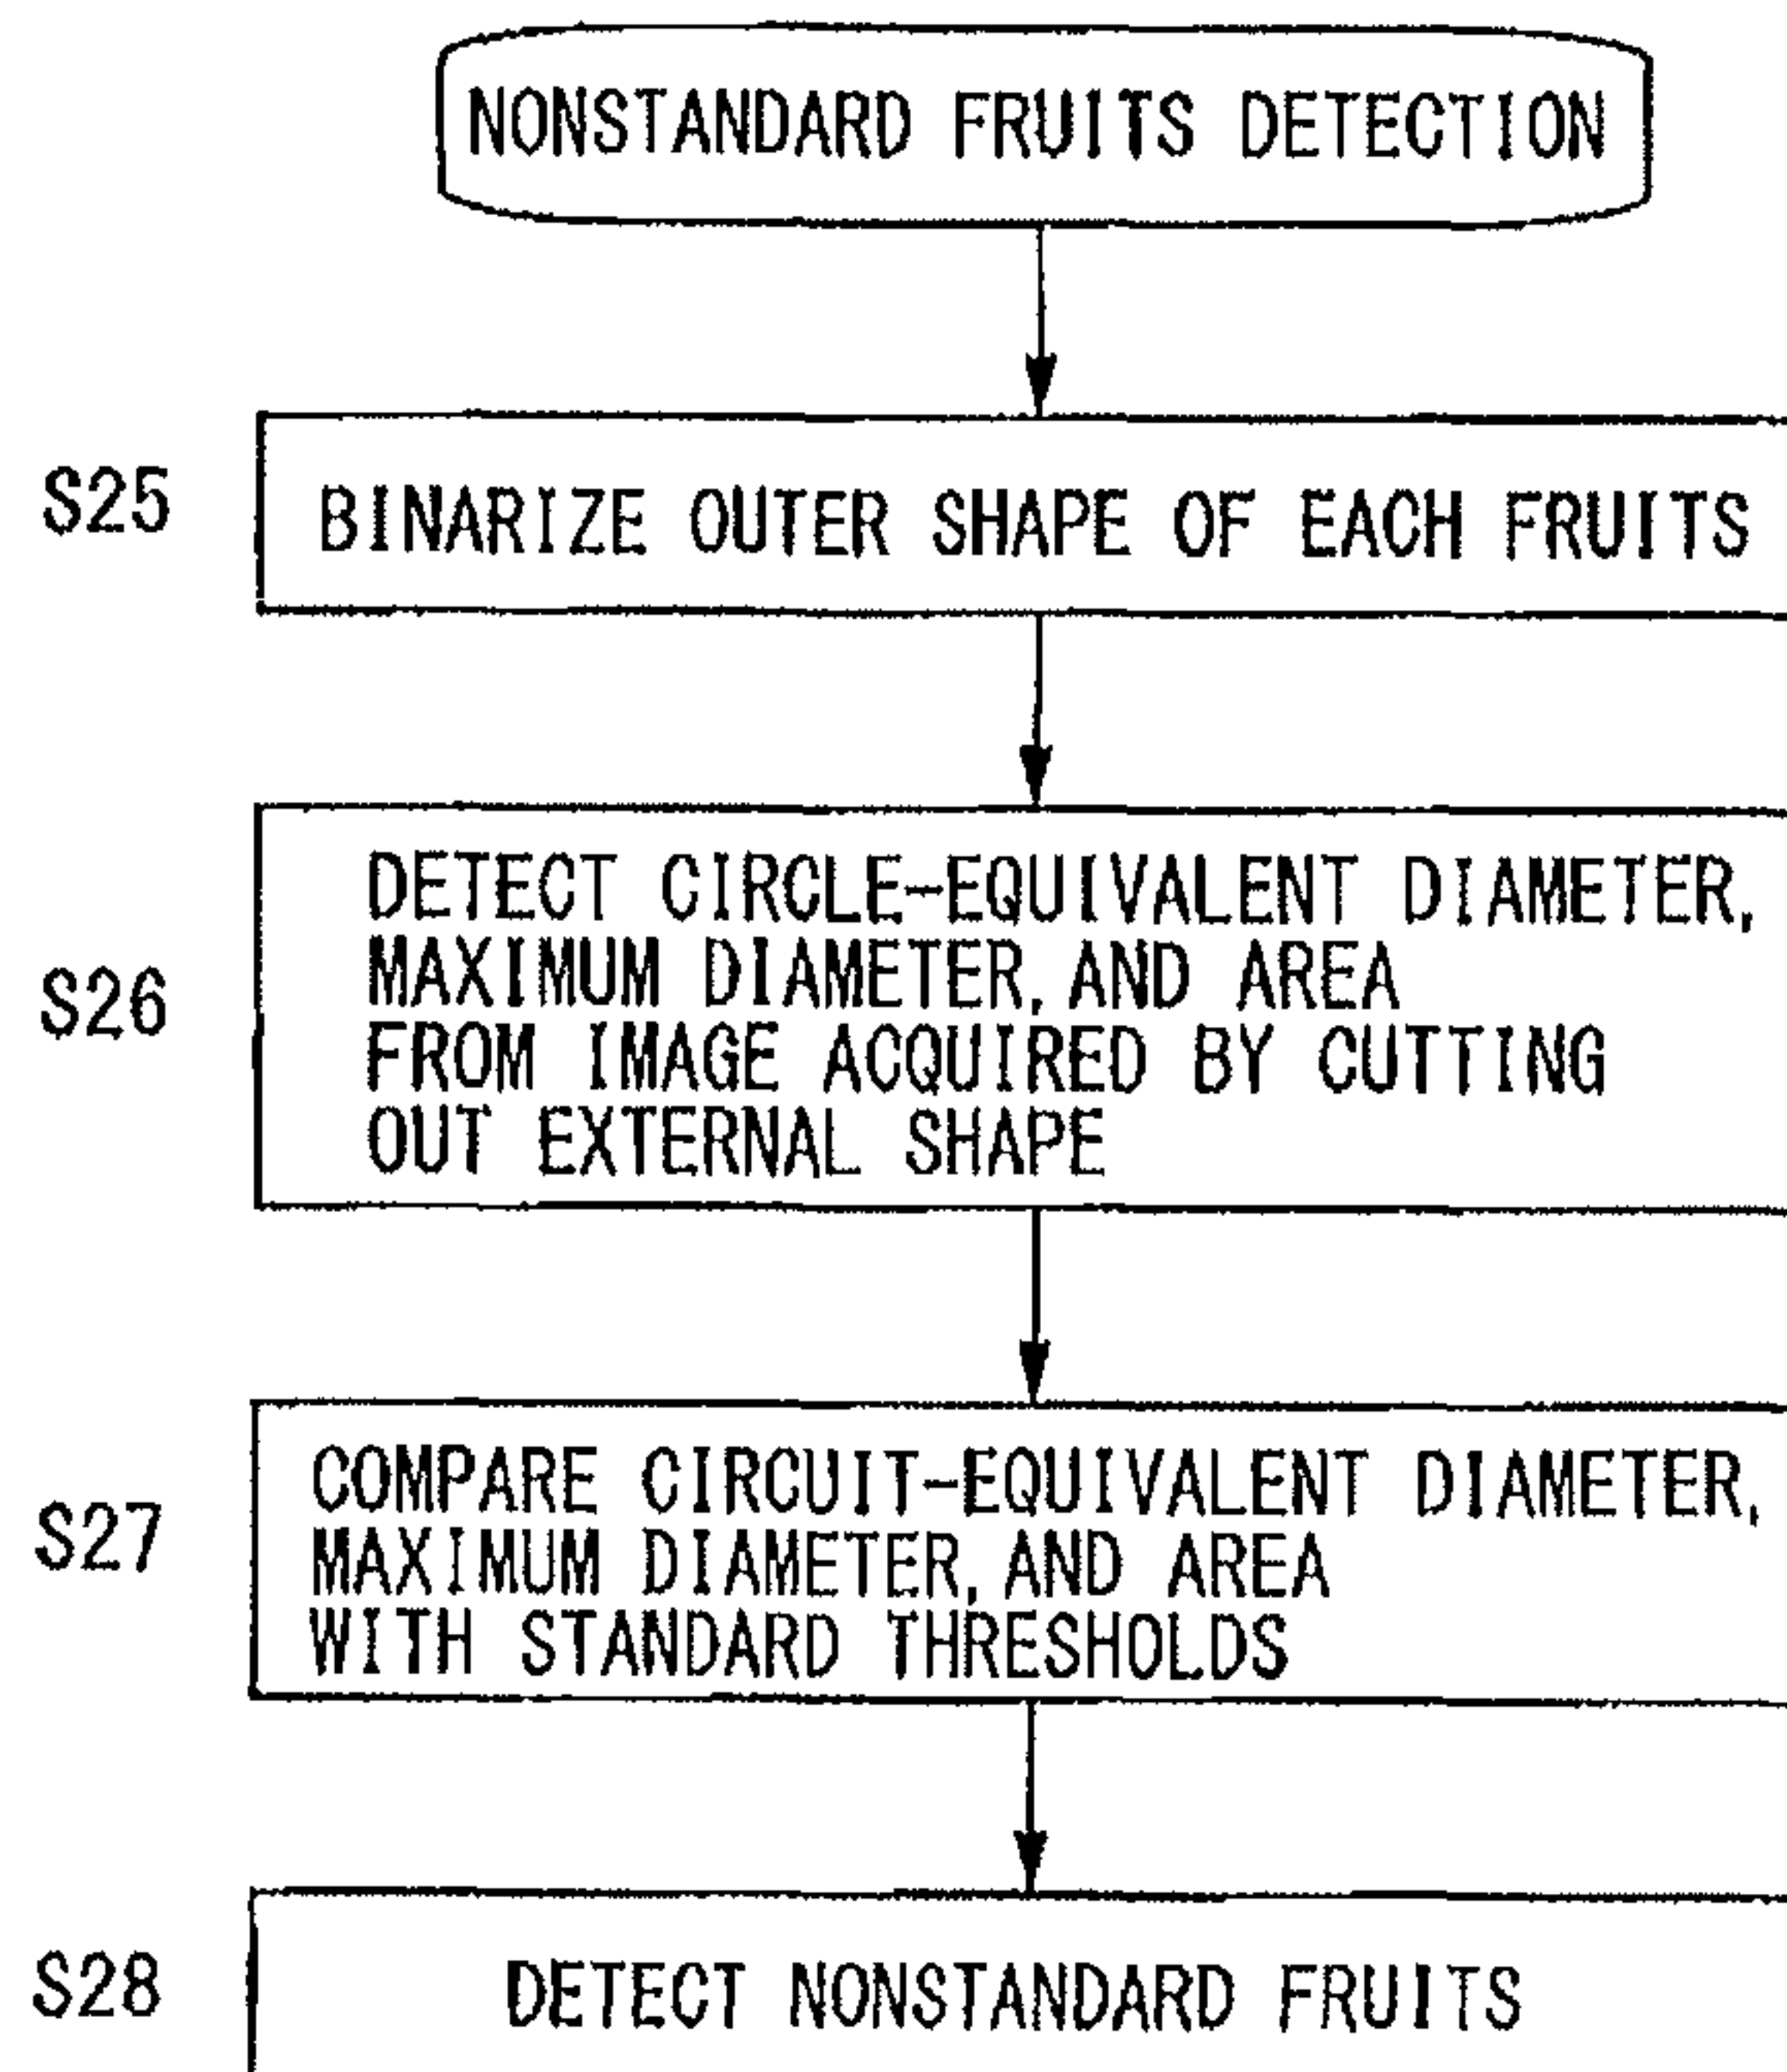 NONSTANDARD FRUITS DETECTION
S25
BINARIZE OUTER SHAPE OF EACH FRUITS
S26
DETECT CIRCLE-EQUIVALENT DIAMETER,
MAXIMUM DIAMETER, AND AREA
FROM IMAGE ACQUIRED BY CUTTING
OUT EXTERNAL SHAPE
S27
COMPARE CIRCUIT-EQUIVALENT DIAMETER,
MAXIMUM DIAMETER, AND AREA
WITH STANDARD THRESHOLDS
S28
DETECT NONSTANDARD FRUITS